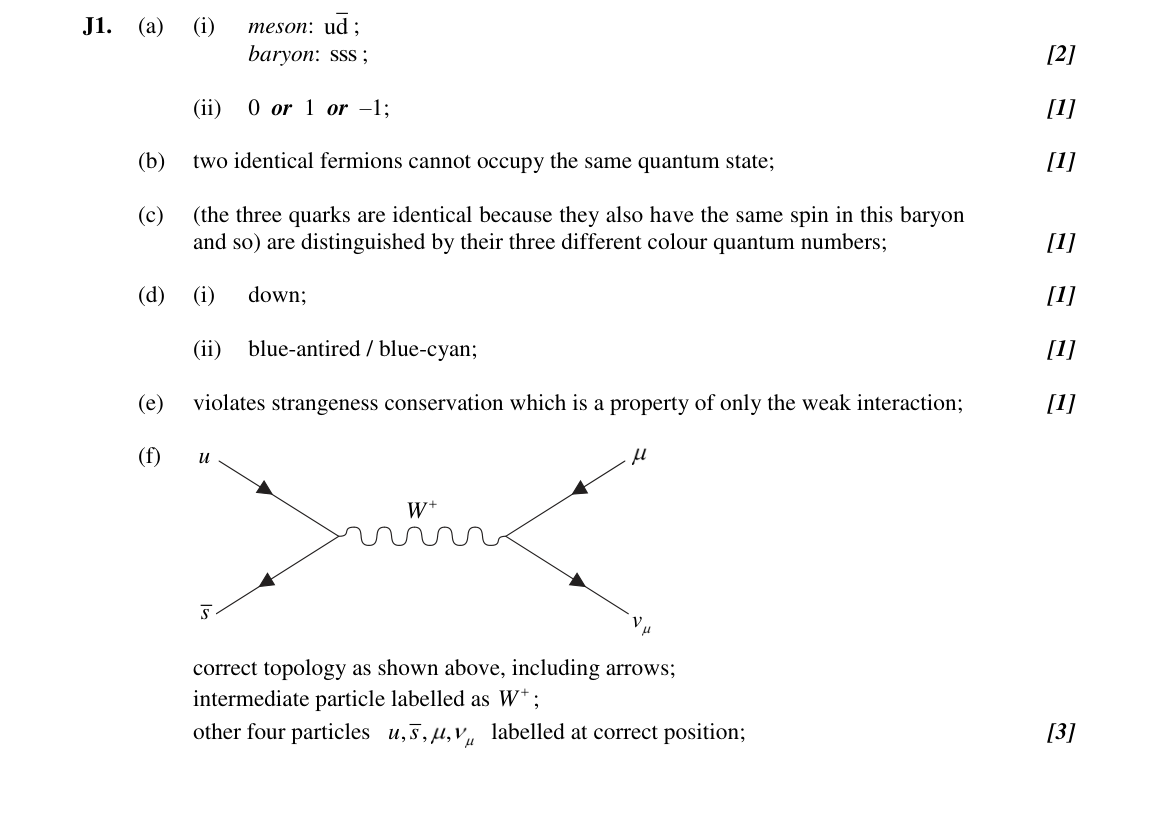 J1. (a) (i) meson: ud̅ ;
baryon: sss ; [2]
(ii) 0 or 1 or –1; [1]
(b) two identical fermions cannot occupy the same quantum state; [1]
(c) (the three quarks are identical because they also have the same spin in this baryon
and so) are distinguished by their three different colour quantum numbers; [1]
(d) (i) down; [1]
(ii) blue-antired / blue-cyan; [1]
(e) violates strangeness conservation which is a property of only the weak interaction; [1]
(f) u μ
W⁺
s̅ ν_μ
correct topology as shown above, including arrows;
intermediate particle labelled as W⁺ ;
other four particles u, s̅, μ, ν_μ labelled at correct position; [3]